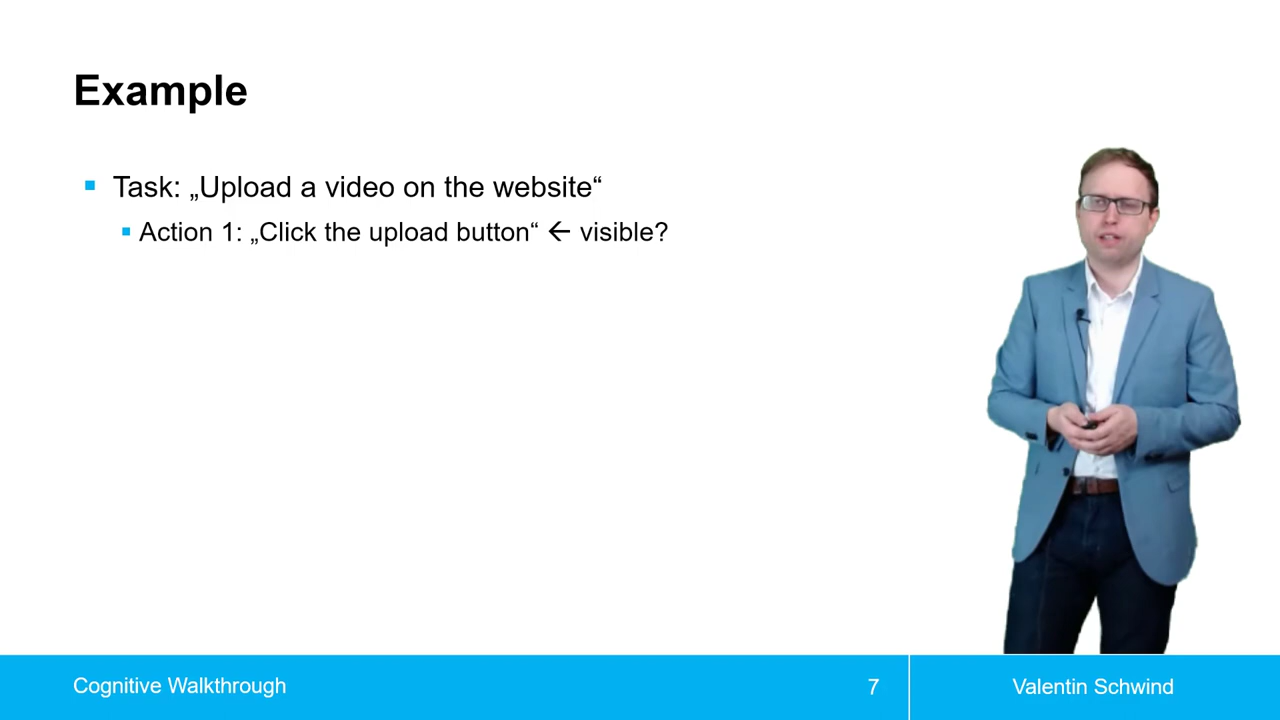 Example
Task: „Upload a video on the website“
Action 1: „Click the upload button“ ← visible?
Cognitive Walkthrough
7
Valentin Schwind